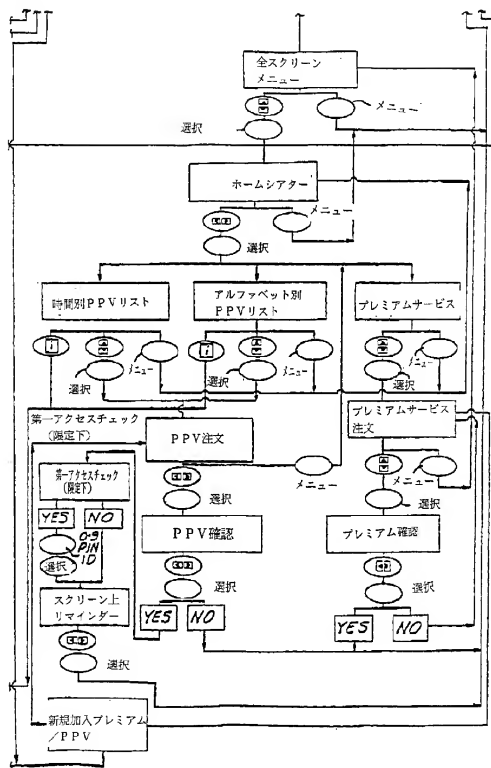 全スクリーン
メニュー
メニュー
選択
ホームシアター
メニュー
選択
時間別PPVリスト
アルファベット別
PPVリスト
プレミアムサービス
i
i
メニュー
メニュー
メニュー
選択
選択
選択
第一アクセスチェック
(限定下)
PPV注文
プレミアムサービス
注文
メニュー
メニュー
第一アクセスチェック
(限定下)
選択
選択
YES
NO
0-9
PIN
ID
選択
PPV確認
プレミアム確認
選択
選択
スクリーン上
リマインダー
YES
NO
YES
NO
選択
新規加入プレミアム
/PPV